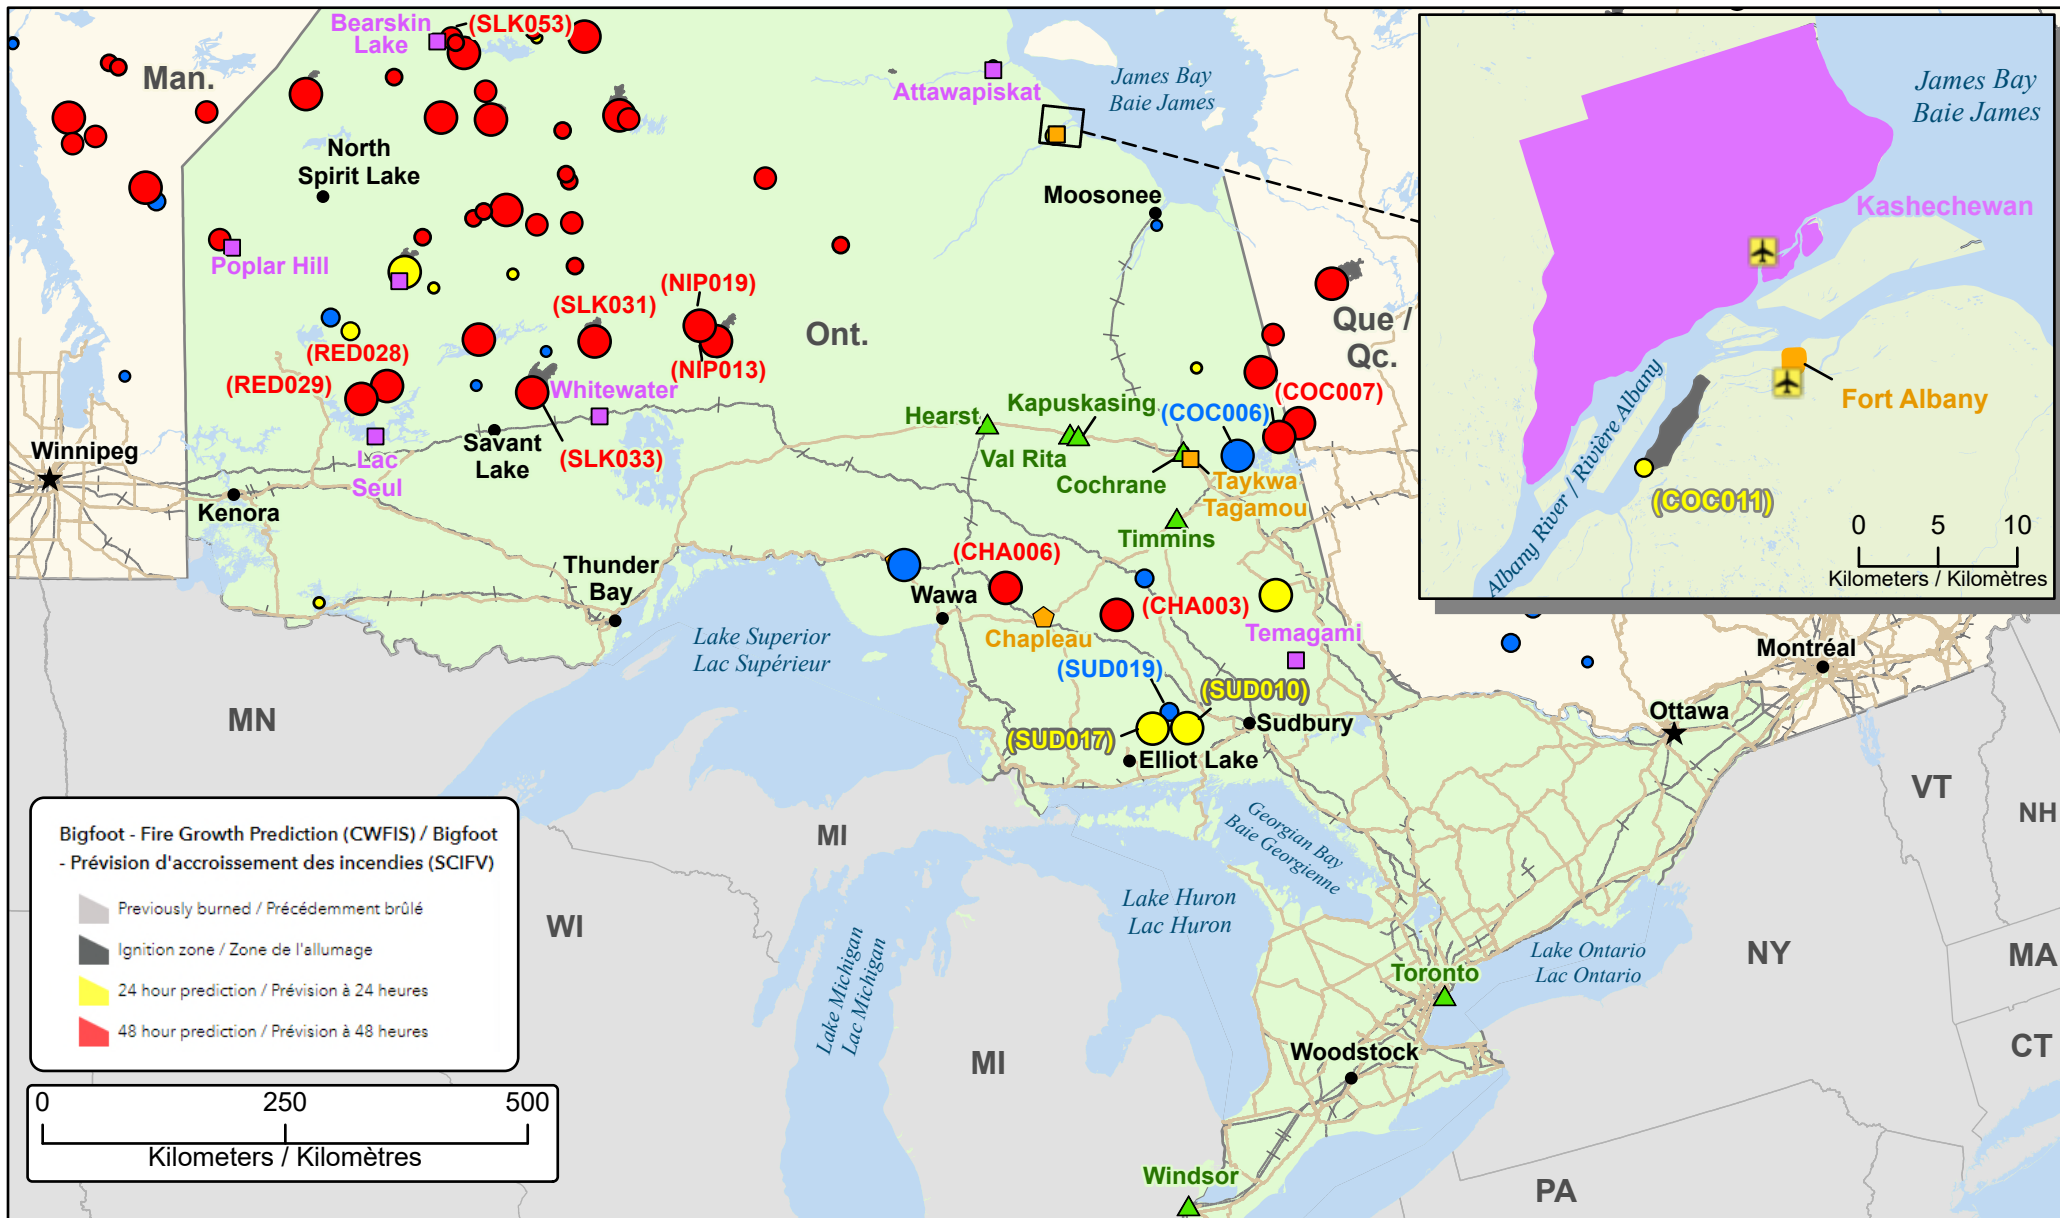 Bearskin
Lake
(SLK053)
Man.
North
Spirit Lake
Attawapiskat
James Bay
Baie James
Moosonee
Poplar Hill
(SLK031)
(NIP019)
(NIP013)
Ont.
Que /
Qc.
(RED028)
(RED029)
Whitewater
Hearst
Kapuskasing
Val Rita
Cochrane
(COC006)
(COC007)
Taykwa
Tagamou
Timmins
Winnipeg
Lac
Seul
Savant
Lake
(SLK033)
Kenora
Thunder
Bay
(CHA006)
Wawa
Chapleau
(CHA003)
Temagami
Lake Superior
Lac Supérieur
(SUD019)
(SUD010)
(SUD017)
Sudbury
Elliot Lake
Montréal
Ottawa
MN
MI
WI
VT
NH
NY
MA
CT
MI
PA
Georgian Bay
Baie Georgienne
Lake Huron
Lac Huron
Lake Michigan
Lac Michigan
Lake Ontario
Lac Ontario
Toronto
Woodstock
Windsor
James Bay
Baie James
Kashechewan
Fort Albany
Albany River / Rivière Albany
(COC011)
0 5 10
Kilometers / Kilomètres
Bigfoot - Fire Growth Prediction (CWFIS) / Bigfoot
- Prévision d'accroissement des incendies (SCIFV)
Previously burned / Précédemment brûlé
Ignition zone / Zone de l'allumage
24 hour prediction / Prévision à 24 heures
48 hour prediction / Prévision à 48 heures
0 250 500
Kilometers / Kilomètres